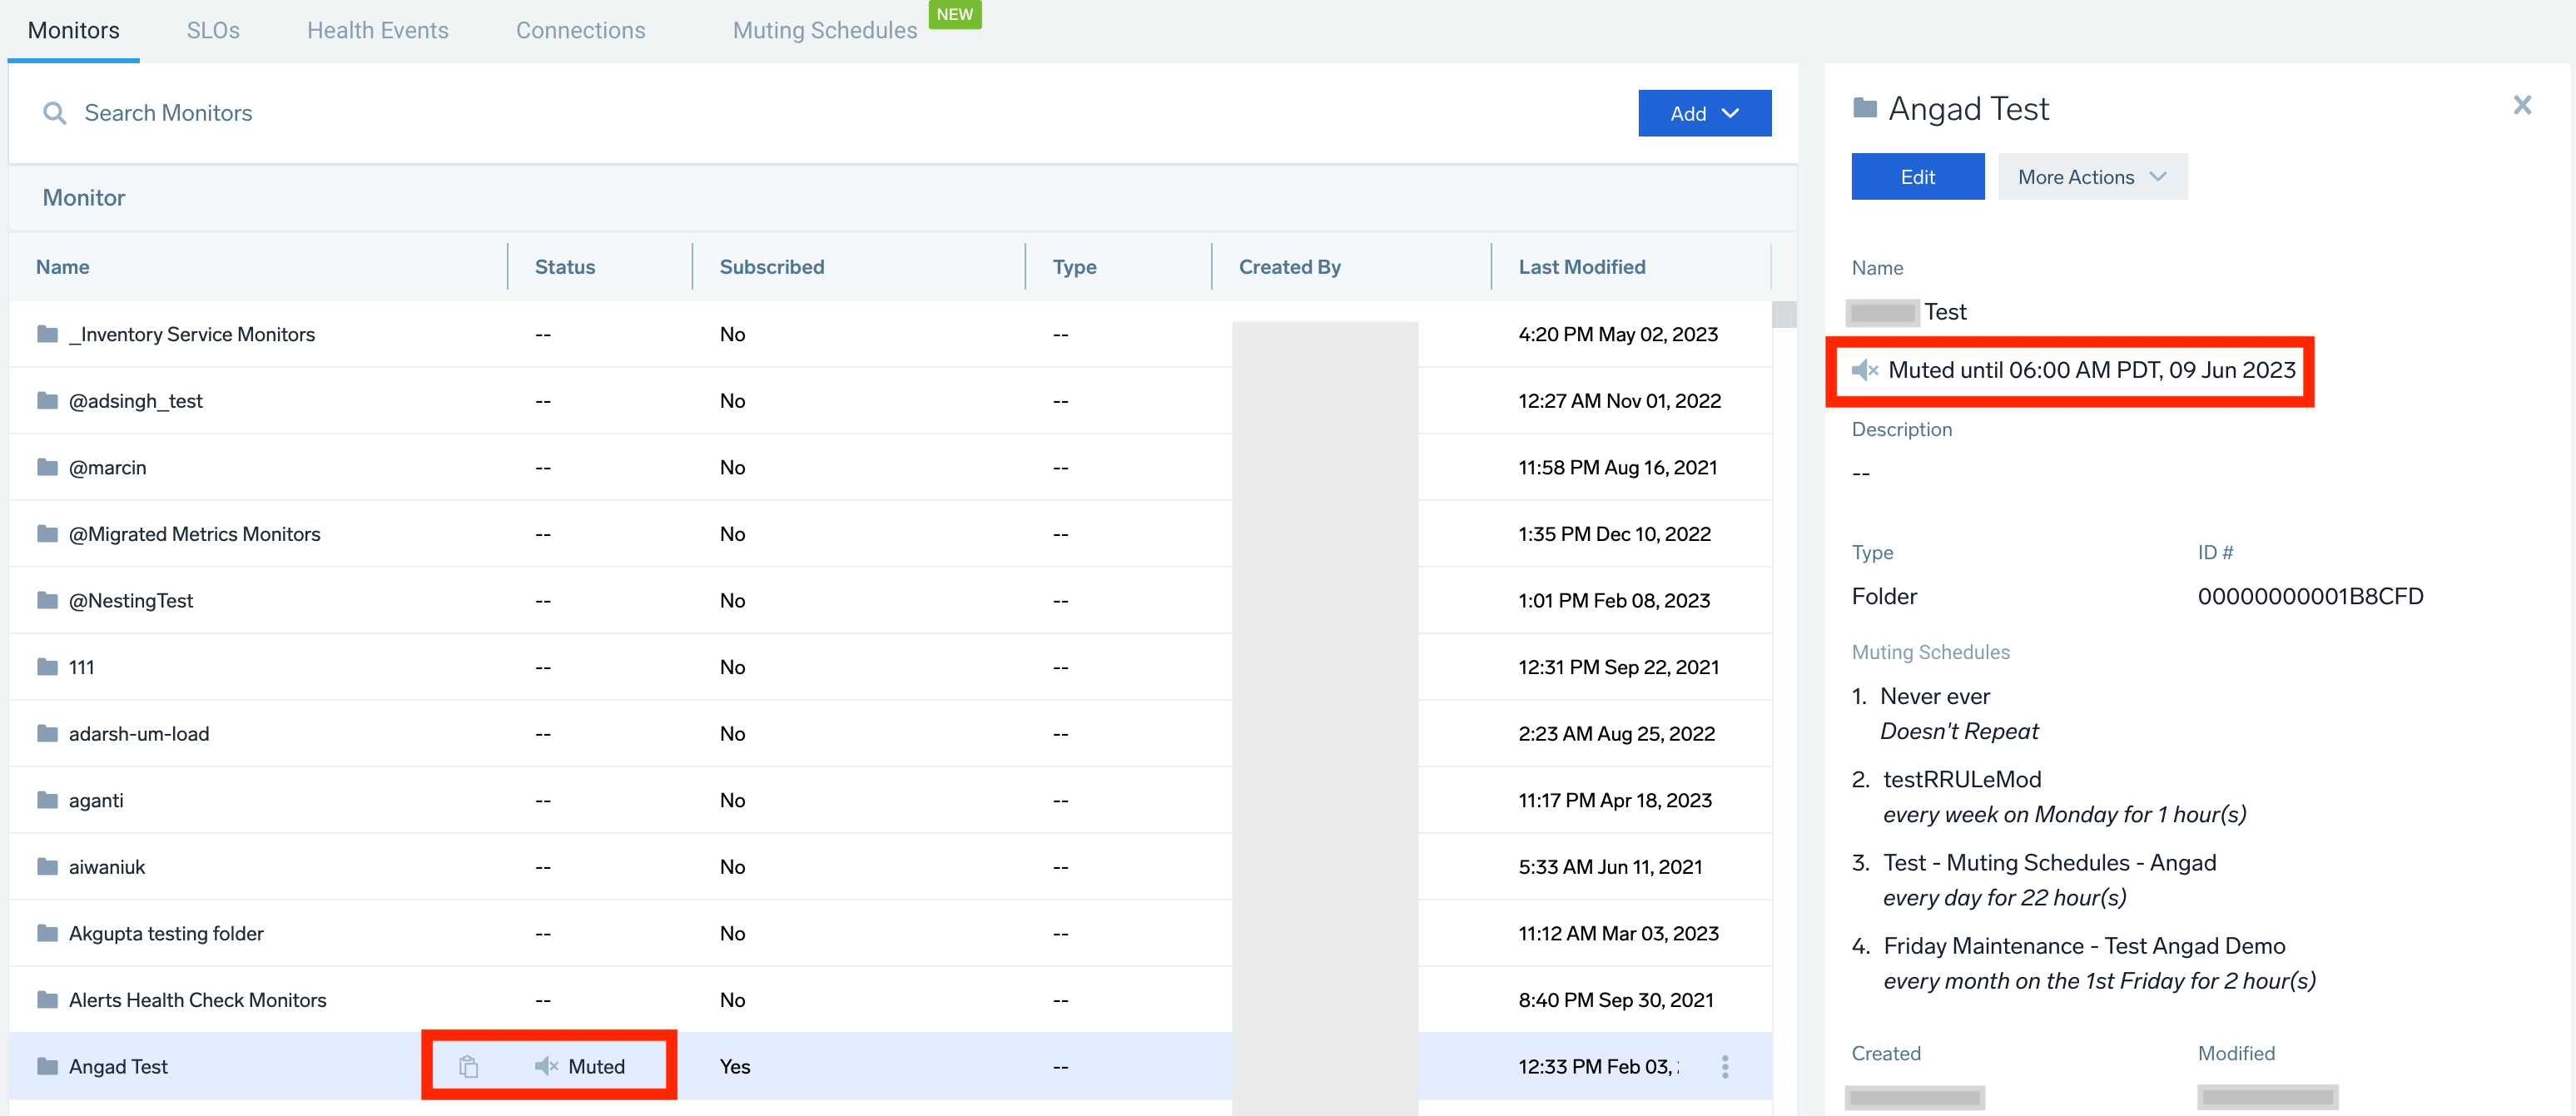 Monitors SLOs Health Events Connections Muting Schedules NEW
Search Monitors
Add
Monitor
Name Status Subscribed Type Created By Last Modified
_Inventory Service Monitors -- No -- 4:20 PM May 02, 2023
@adsingh_test -- No -- 12:27 AM Nov 01, 2022
@marcin -- No -- 11:58 PM Aug 16, 2021
@Migrated Metrics Monitors -- No -- 1:35 PM Dec 10, 2022
@NestingTest -- No -- 1:01 PM Feb 08, 2023
111 -- No -- 12:31 PM Sep 22, 2021
adarsh-um-load -- No -- 2:23 AM Aug 25, 2022
aganti -- No -- 11:17 PM Apr 18, 2023
aiwaniuk -- No -- 5:33 AM Jun 11, 2021
Akgupta testing folder -- No -- 11:12 AM Mar 03, 2023
Alerts Health Check Monitors -- No -- 8:40 PM Sep 30, 2021
Angad Test Muted Yes -- 12:33 PM Feb 03,
Angad Test
Edit More Actions
Name
Test
Muted until 06:00 AM PDT, 09 Jun 2023
Description
--
Type ID #
Folder 00000000001B8CFD
Muting Schedules
1. Never ever
Doesn't Repeat
2. testRRULeMod
every week on Monday for 1 hour(s)
3. Test - Muting Schedules - Angad
every day for 22 hour(s)
4. Friday Maintenance - Test Angad Demo
every month on the 1st Friday for 2 hour(s)
Created Modified